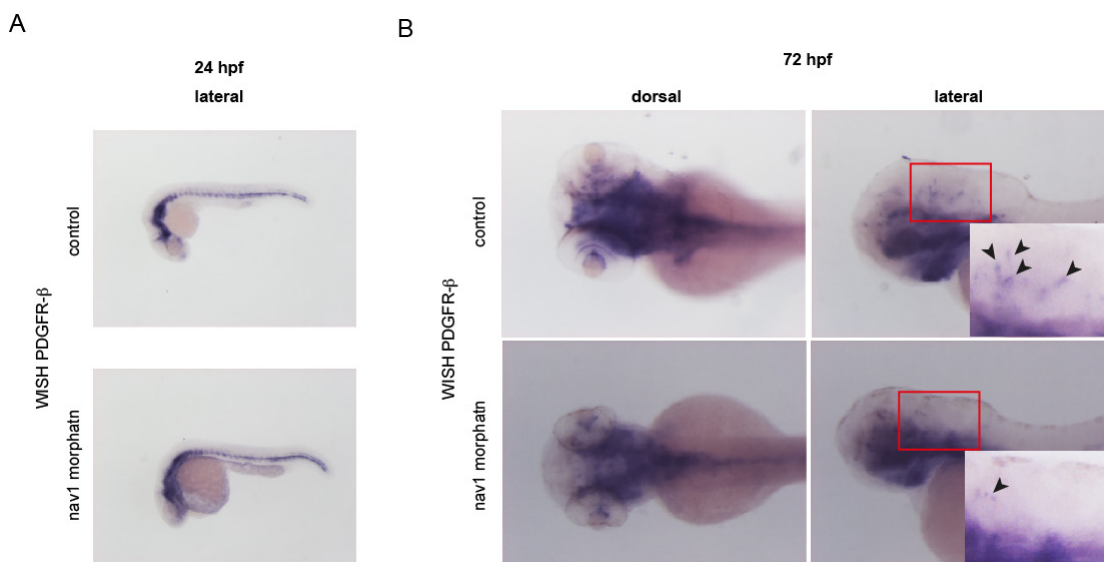 A
24 hpf
lateral
WISH PDGFR-β
control
nav1 morphatn
B
72 hpf
dorsal
lateral
WISH PDGFR-β
control
nav1 morphatn